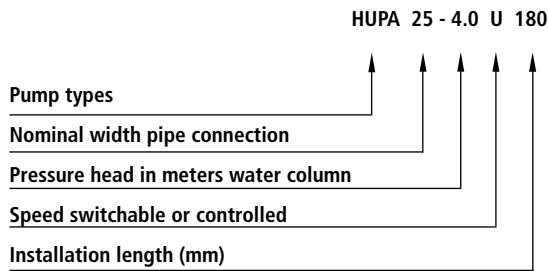 HUPA 25 - 4.0 U 180
Pump types
Nominal width pipe connection
Pressure head in meters water column
Speed switchable or controlled
Installation length (mm)